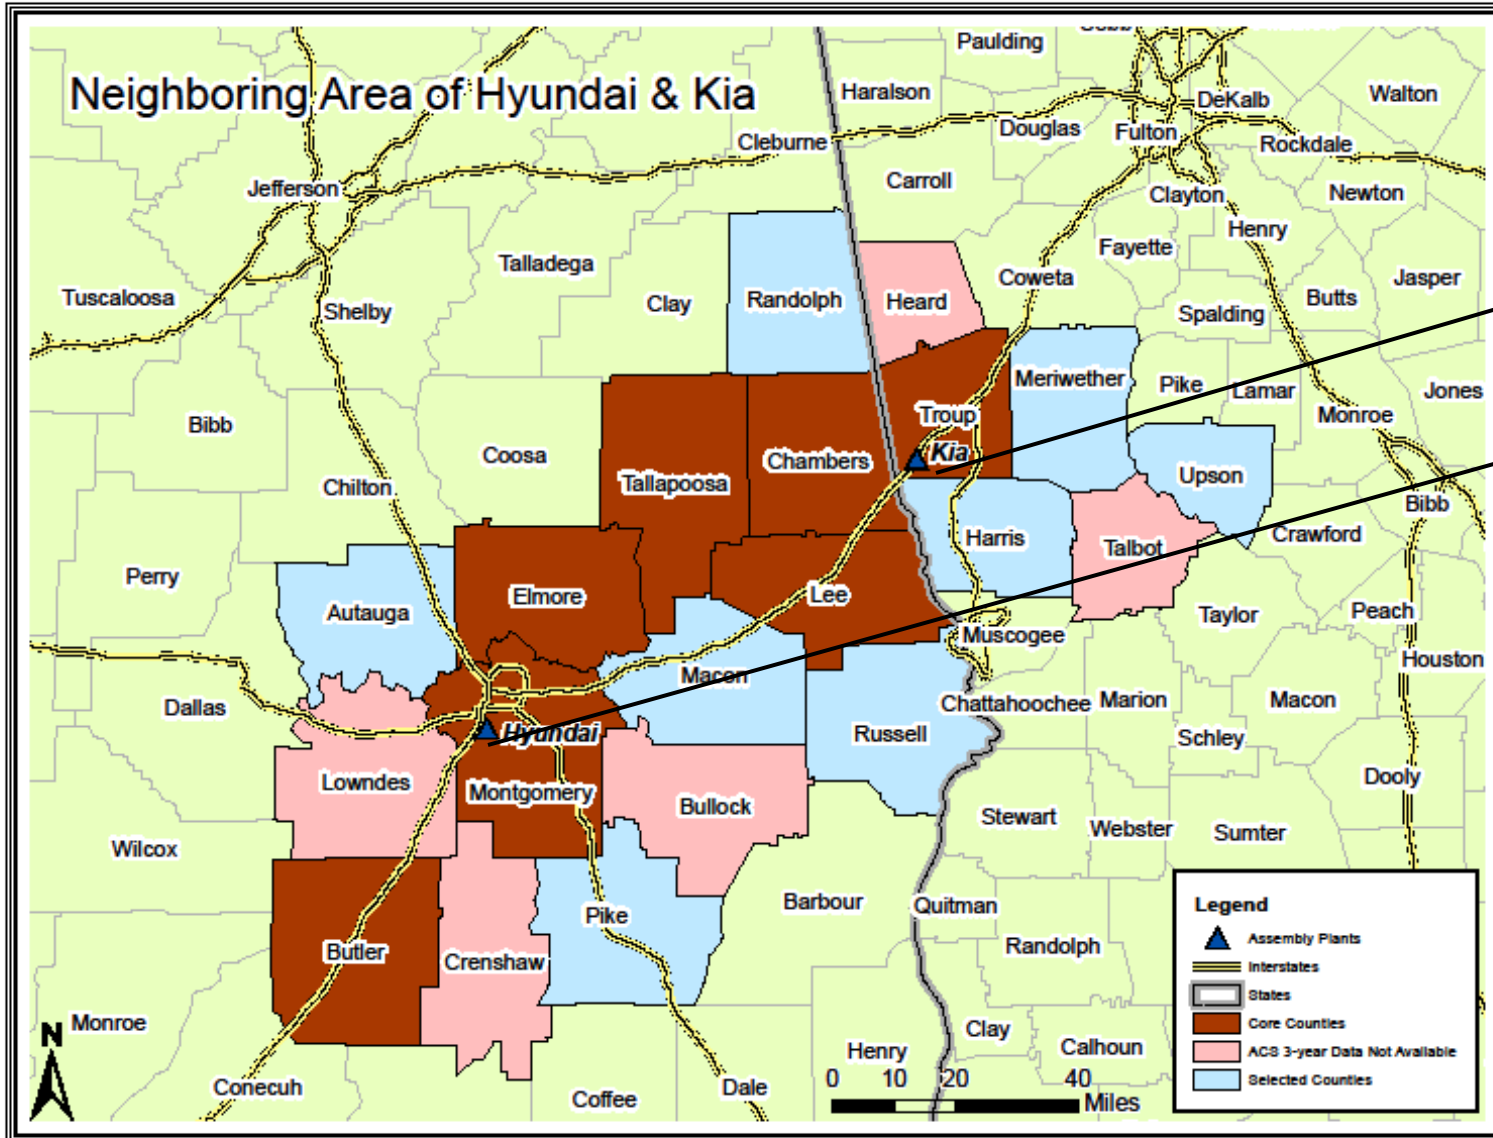 Neighboring Area of Hyundai & Kia
Paulding
Haralson
DeKalb
Walton
Douglas
Fulton
Cleburne
Rockdale
Jefferson
Carroll
Clayton
Newton
Henry
Fayette
Talladega
Coweta
Jasper
Tuscaloosa
Clay
Randolph
Heard
Butts
Shelby
Spalding
Meriwether
Pike
Lamar
Jones
Troup
Monroe
Bibb
Coosa
Chambers
Kia
Tallapoosa
Upson
Chilton
Bibb
Harris
Talbot
Crawford
Perry
Elmore
Lee
Autauga
Taylor
Peach
Muscogee
Macon
Houston
Dallas
Chattahoochee
Marion
Macon
Hyundai
Russell
Schley
Lowndes
Montgomery
Bullock
Dooly
Stewart
Webster
Sumter
Wilcox
Barbour
Quitman
Pike
Randolph
Butler
Crenshaw
Monroe
Clay
Calhoun
Henry
Conecuh
Coffee
Dale
N
0 10 20 40
Miles
Legend
Assembly Plants
Interstates
States
Core Counties
ACS 3-year Data Not Available
Selected Counties